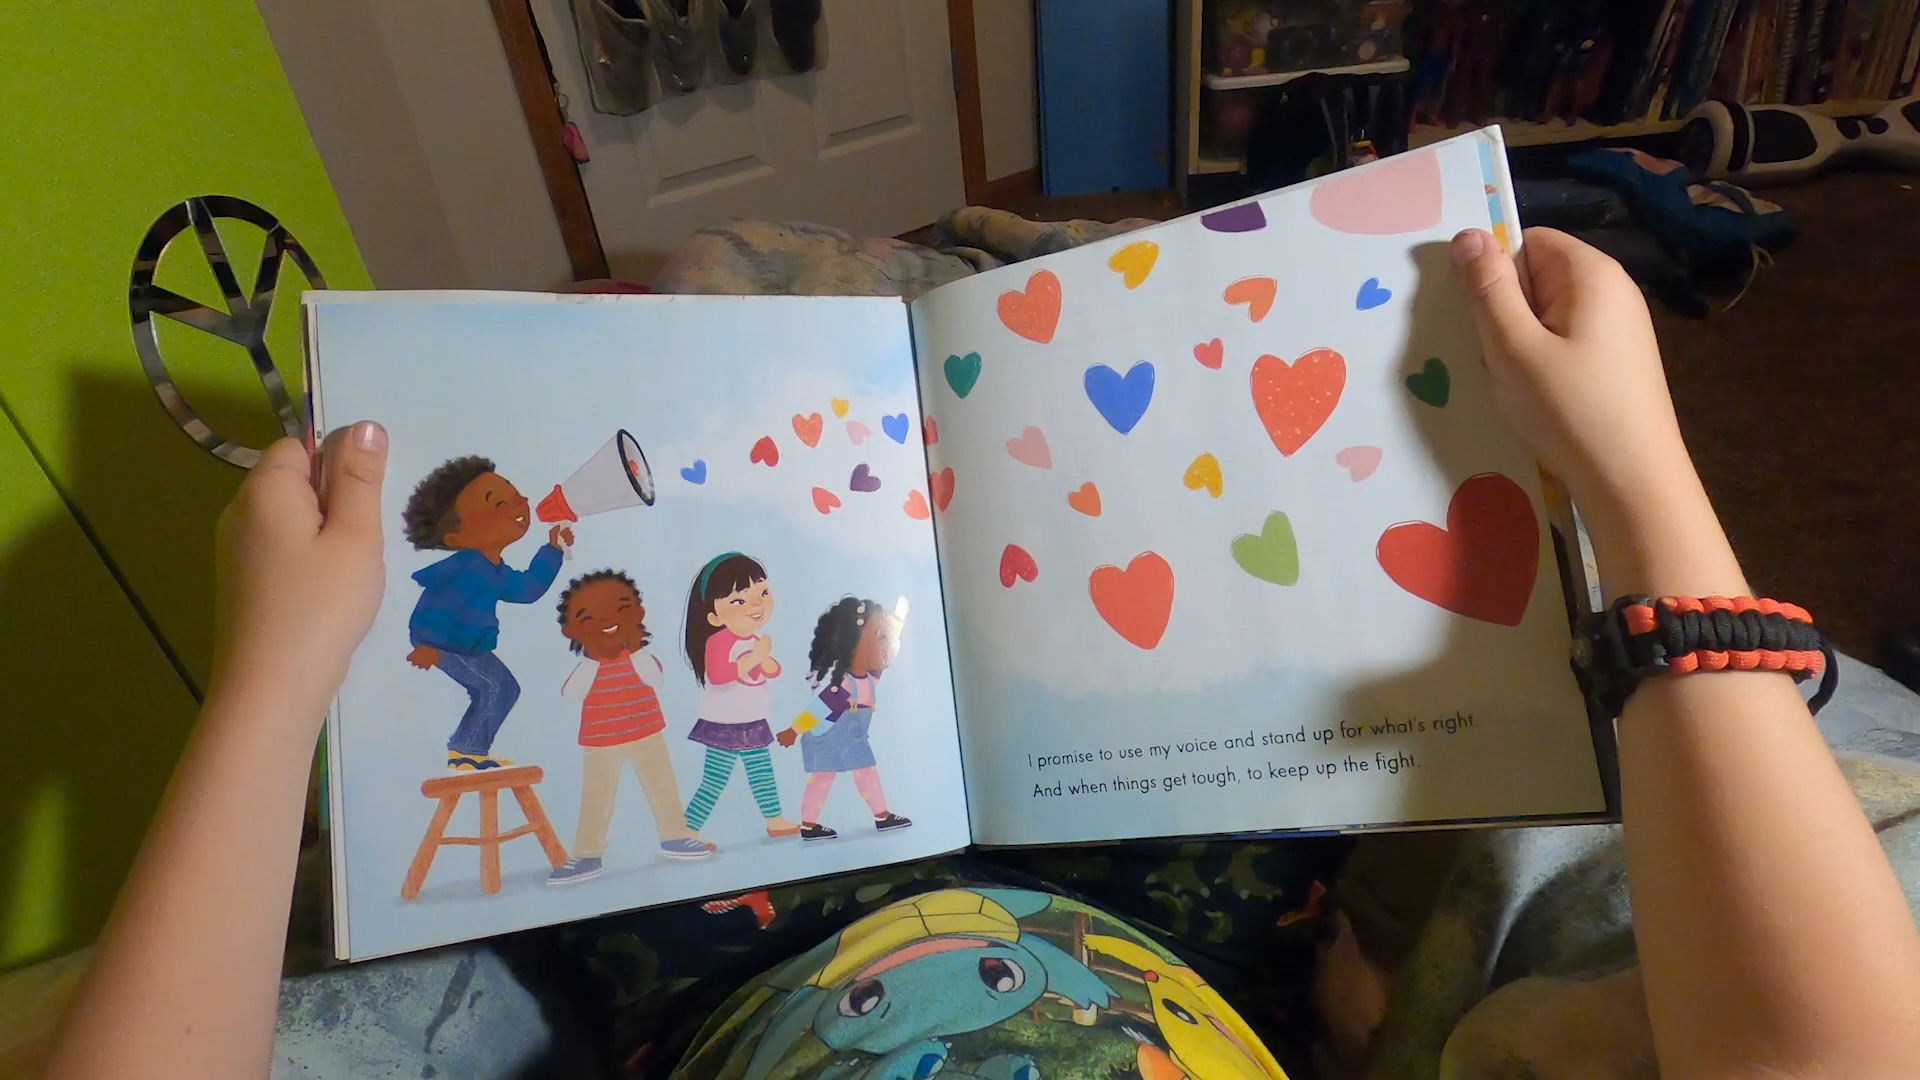 I promise to use my voice and stand up for what's right.
And when things get tough, to keep up the fight.